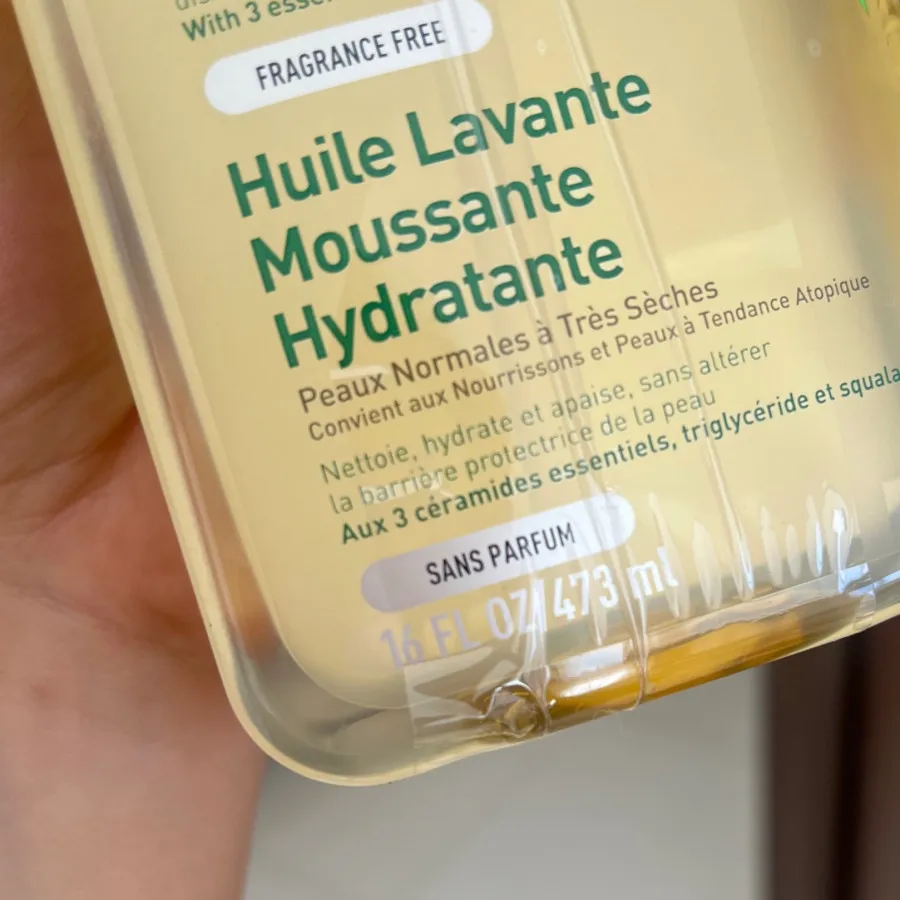 With 3
FRAGRANCE FREE
Huile Lavante
Moussante
Hydratante
Peaux Normales à Très Sèches
Convient aux Nourrissons et Peaux à Tendance Atopique
Nettoie, hydrate et apaise, sans altérer
la barrière protectrice de la peau
Aux 3 céramides essentiels, triglycéride et
SANS PARFUM
16 FL OZ/473 ml